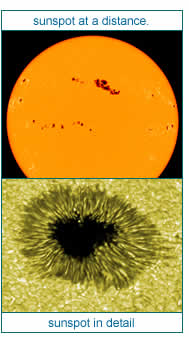 sunspot at a distance.
sunspot in detail